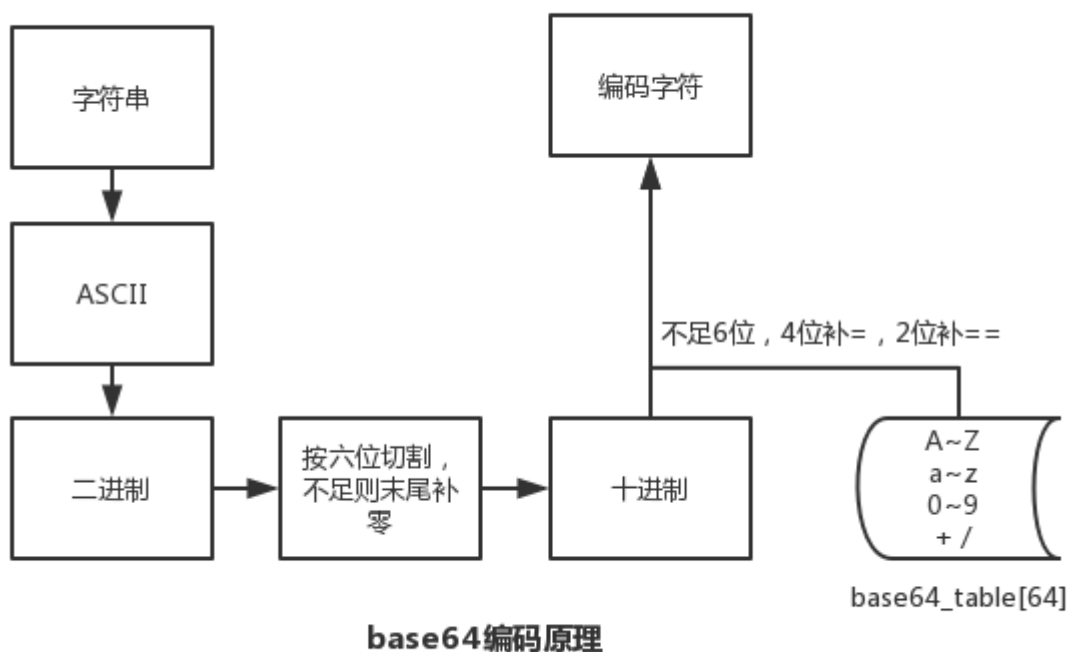 字符串
编码字符
ASCII
不足6位，4位补=，2位补==
二进制
按六位切割，
不足则末尾补
零
十进制
A~Z
a~z
0~9
+ /
base64_table[64]
base64编码原理